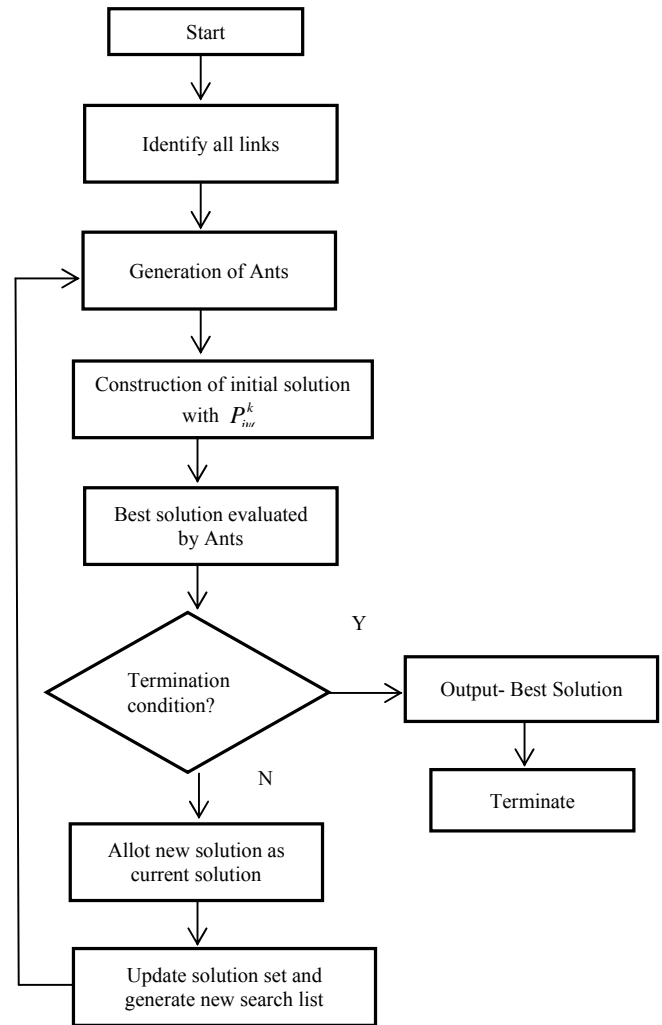 Start
Identify all links
Generation of Ants
Construction of initial solution
with P
k
Best solution evaluated
by Ants
Termination
condition?
Y
N
Output- Best Solution
Terminate
Allot new solution as
current solution
Update solution set and
generate new search list